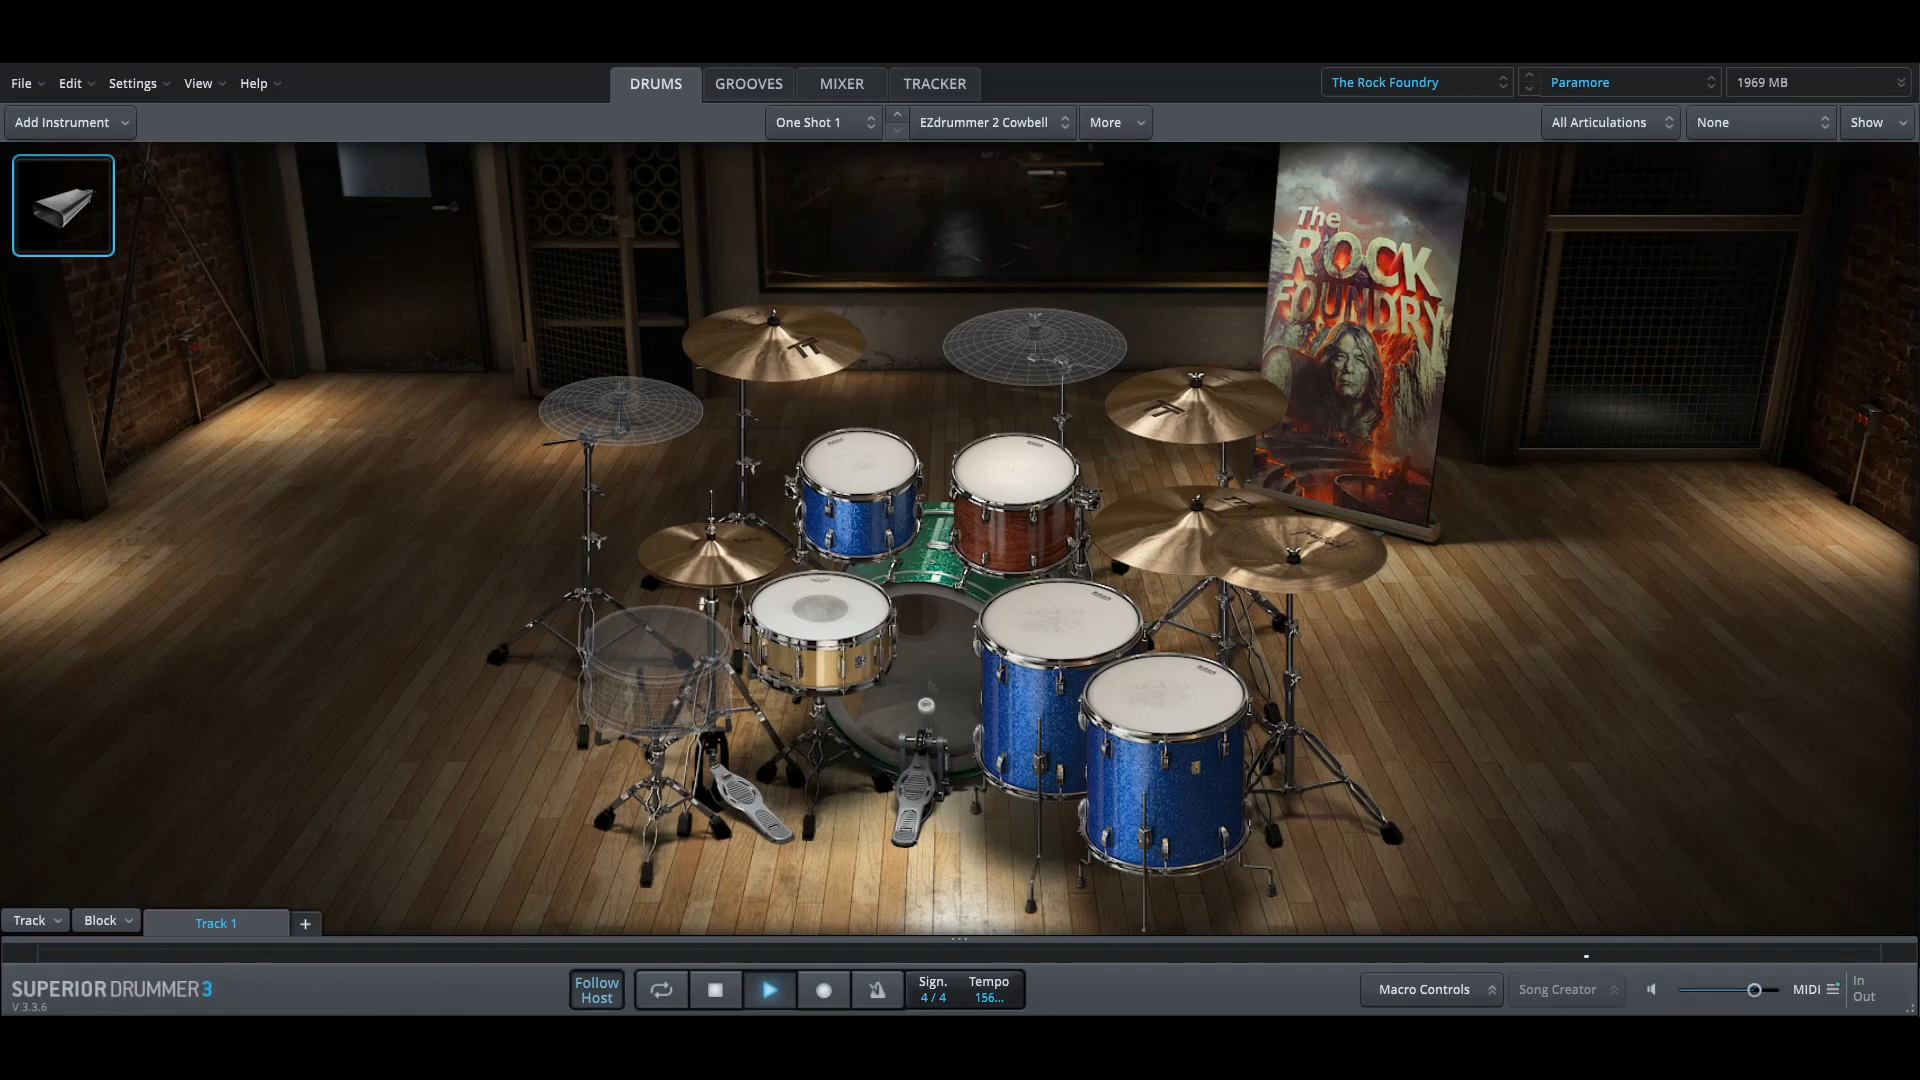 File Edit Settings View Help
DRUMS GROOVES MIXER TRACKER
The Rock Foundry Paramore 1969 MB
Add Instrument One Shot 1 EZdrummer 2 Cowbell More All Articulations None Show
The
ROCK
FOUNDRY
Track Block Track 1 +
SUPERIOR DRUMMER 3
V 3.3.6
Follow
Host
Sign. Tempo
4 / 4 156...
Macro Controls Song Creator MIDI
In
Out